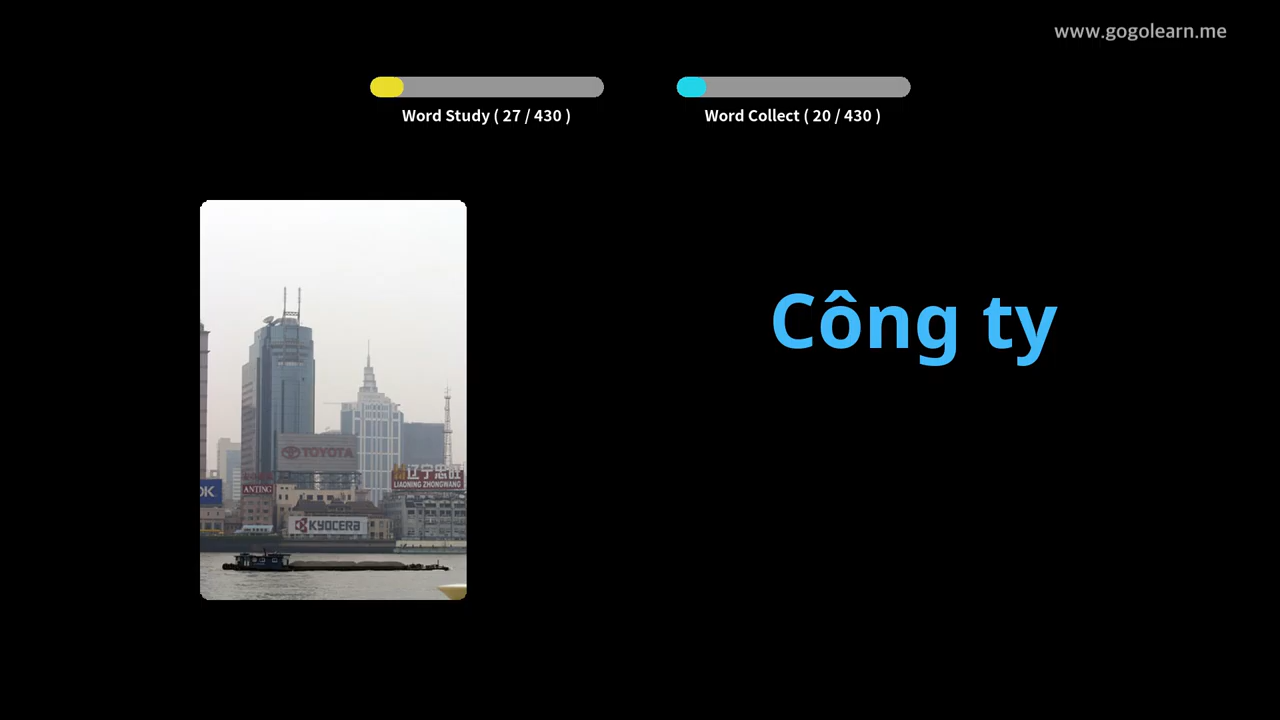 www.gogolearn.me
Word Study ( 27 / 430 )
Word Collect ( 20 / 430 )
Công ty
TOYOTA
辽宁忠旺
LIAONING ZHONGWANG
OK
ANTING
KYOCERA